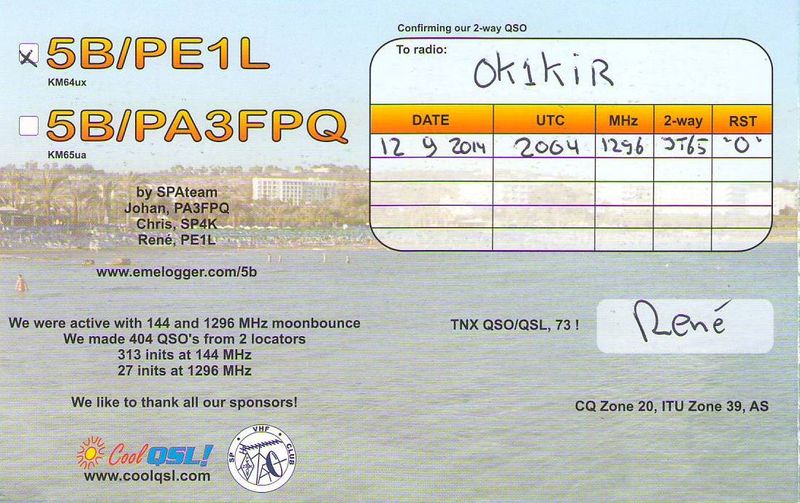 5B/PE1L
KM64ux
5B/PA3FPQ
KM65ua
by SPAteam
Johan, PA3FPQ
Chris, SP4K
René, PE1L
www.emelogger.com/5b
Confirming our 2-way QSO
To radio:
OK1KIR
DATE UTC MHz 2-way RST
12 9 2014 2004 1296 JT65 "O"
We were active with 144 and 1296 MHz moonbounce
We made 404 QSO's from 2 locators
313 inits at 144 MHz
27 inits at 1296 MHz
We like to thank all our sponsors!
TNX QSO/QSL, 73 !
René
CQ Zone 20, ITU Zone 39, AS
Cool QSL!
www.coolqsl.com
SP VHF CLUB